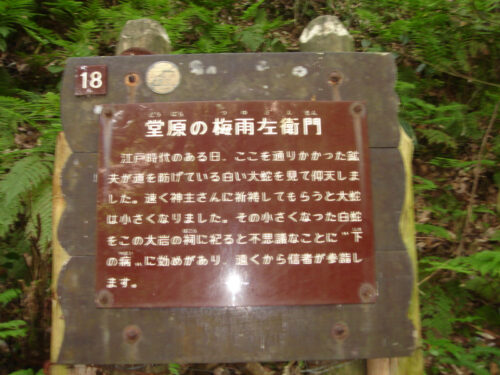 18
堂原の梅雨左衛門
江戸時代のある日、ここを通りかかった鉱
夫が道を妨げている白い大蛇を見て仰天しま
した。速く神主さんに祈祷してもらうと大蛇
は小さくなりました。その小さくなった白蛇
をこの大岩の祠に祀ると不思議なことに〝下
の病〟に効めがあり、遠くから信者が参詣し
ます。